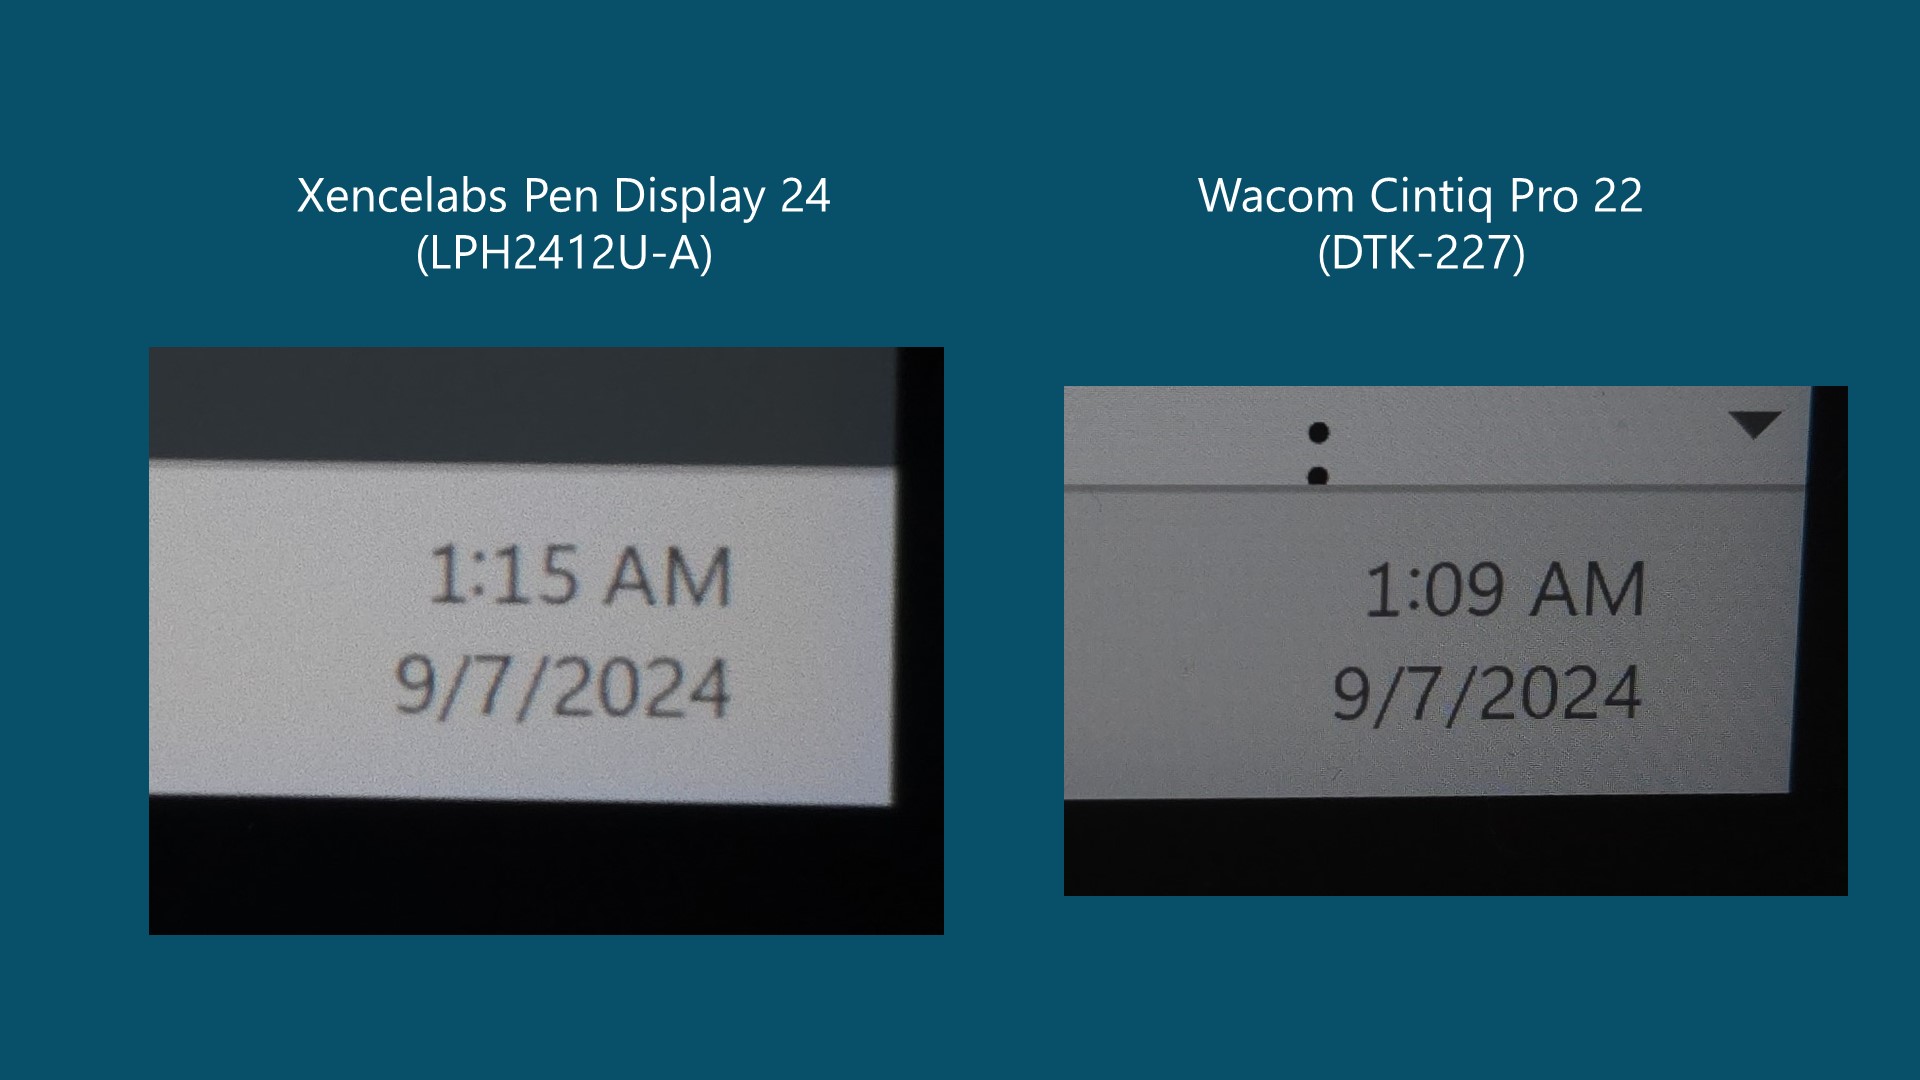 Xencelabs Pen Display 24
(LPH2412U-A)
Wacom Cintiq Pro 22
(DTK-227)
1:15 AM
9/7/2024
1:09 AM
9/7/2024